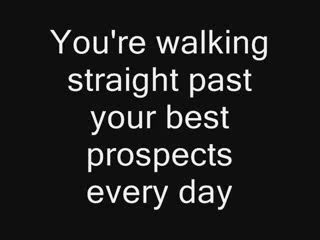 You're walking
straight past
your best
prospects
every day